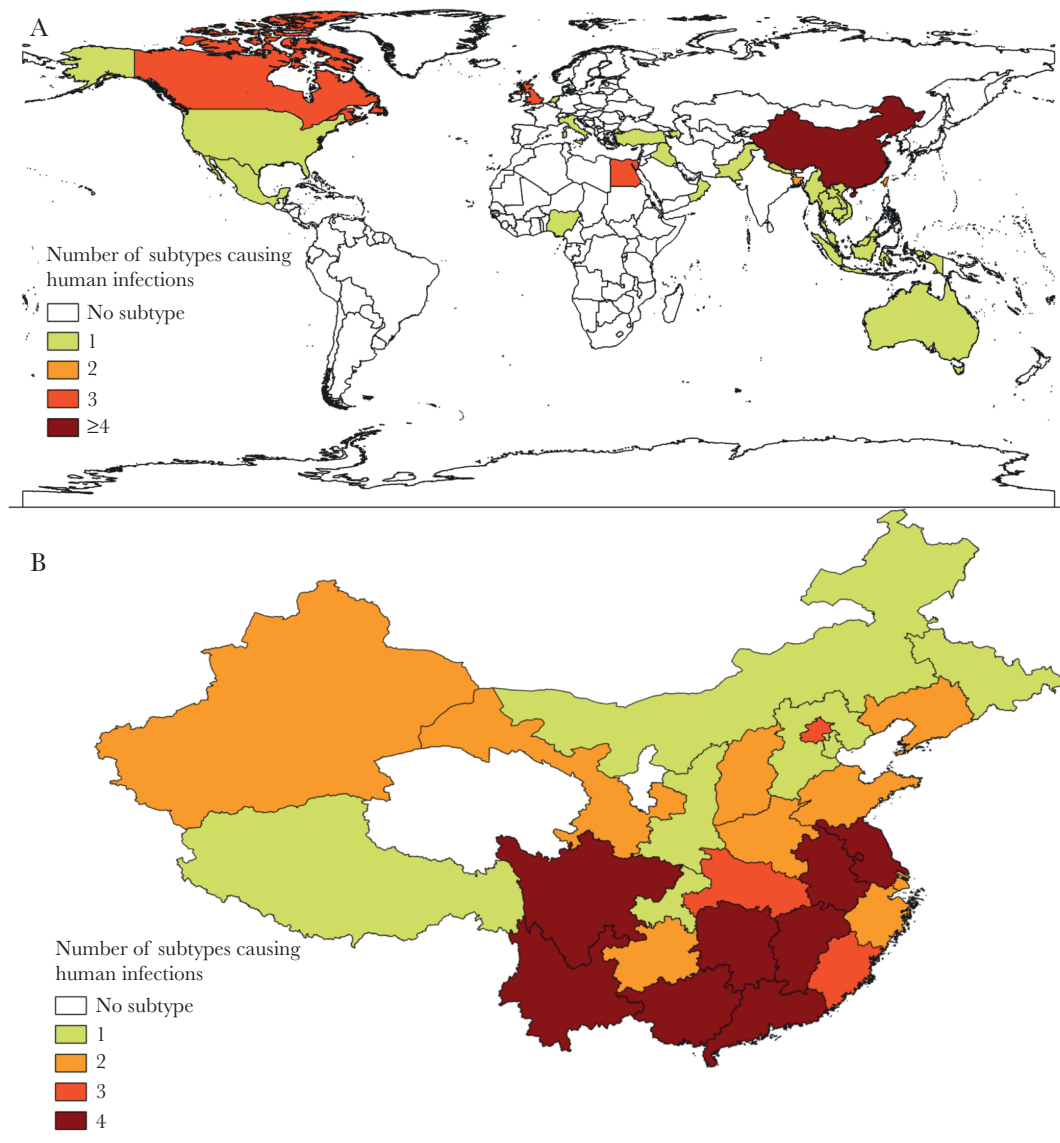 A
Number of subtypes causing
human infections
No subtype
1
2
3
≥4
B
Number of subtypes causing
human infections
No subtype
1
2
3
4